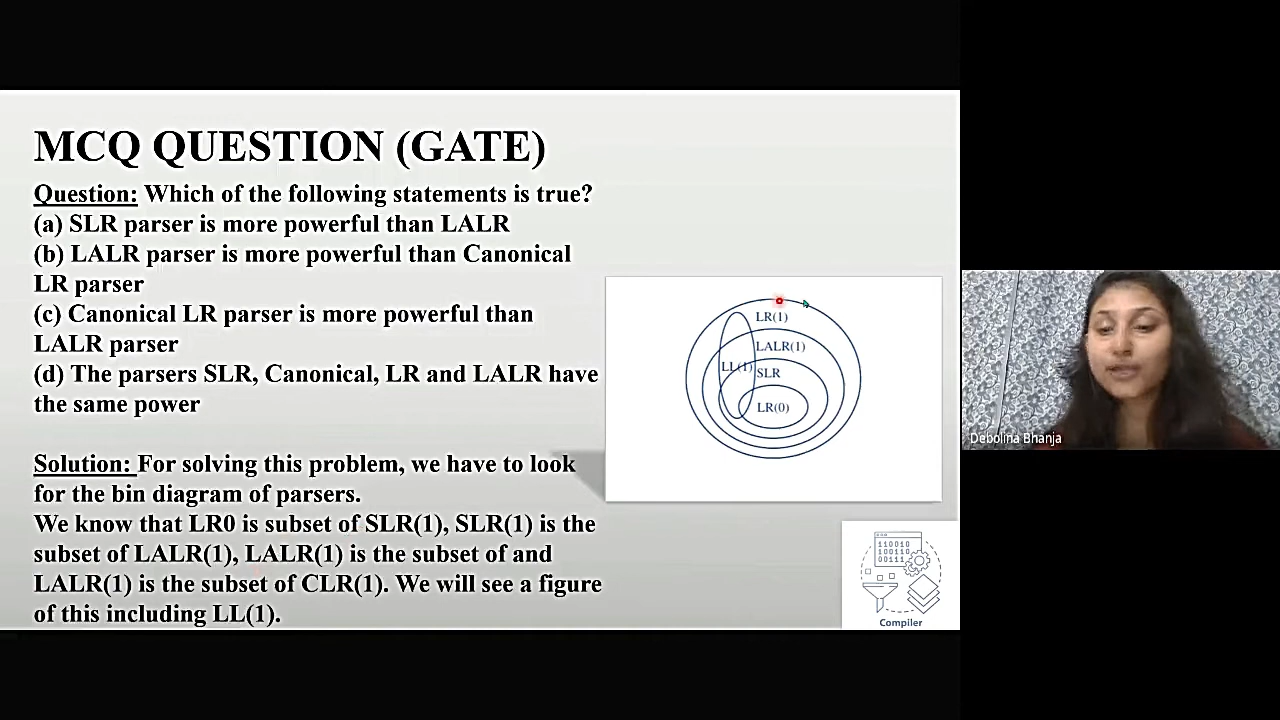 MCQ QUESTION (GATE)
Question: Which of the following statements is true?
(a) SLR parser is more powerful than LALR
(b) LALR parser is more powerful than Canonical
LR parser
(c) Canonical LR parser is more powerful than
LALR parser
(d) The parsers SLR, Canonical, LR and LALR have
the same power
Solution: For solving this problem, we have to look
for the bin diagram of parsers.
We know that LR0 is subset of SLR(1), SLR(1) is the
subset of LALR(1), LALR(1) is the subset of and
LALR(1) is the subset of CLR(1). We will see a figure
of this including LL(1).
LR(1)
LALR(1)
LL(1)
SLR
LR(0)
110010
100110
00111
Compiler
Debolina Bhanja